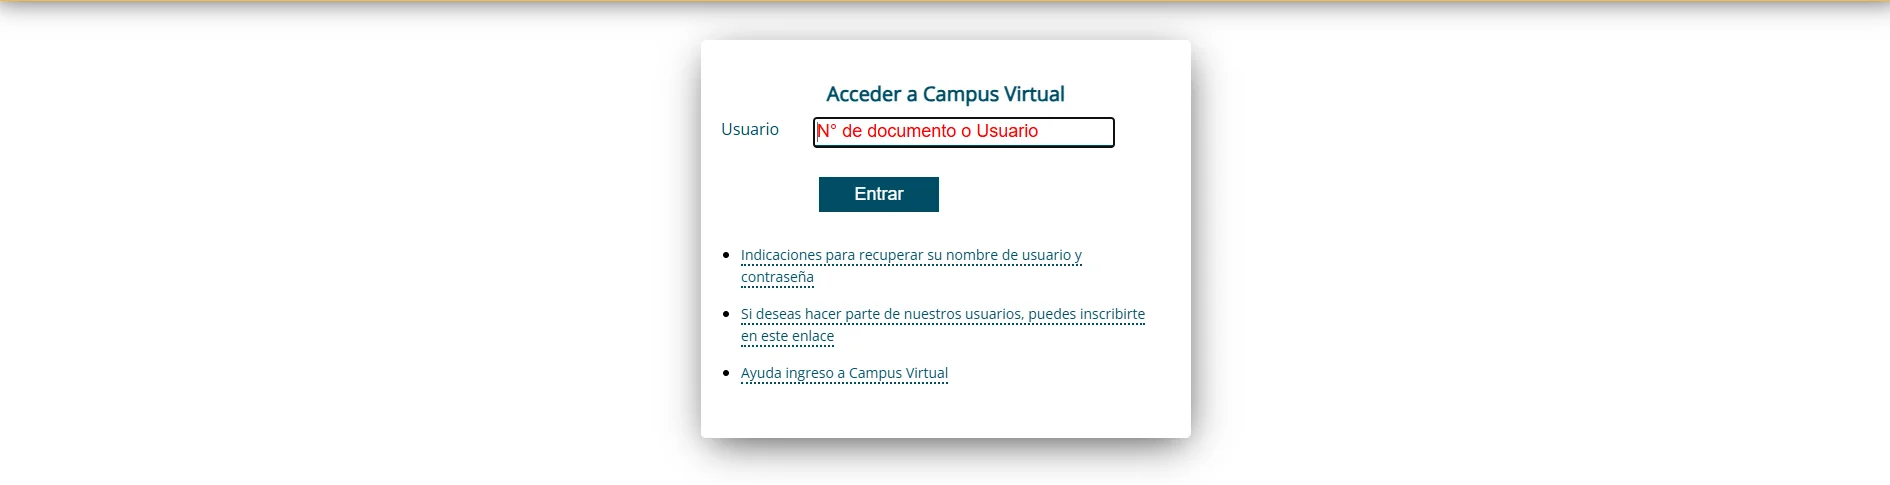 Acceder a Campus Virtual
Usuario
N° de documento o Usuario
Entrar
Indicaciones para recuperar su nombre de usuario y
contraseña
Si deseas hacer parte de nuestros usuarios, puedes inscribirte
en este enlace
Ayuda ingreso a Campus Virtual